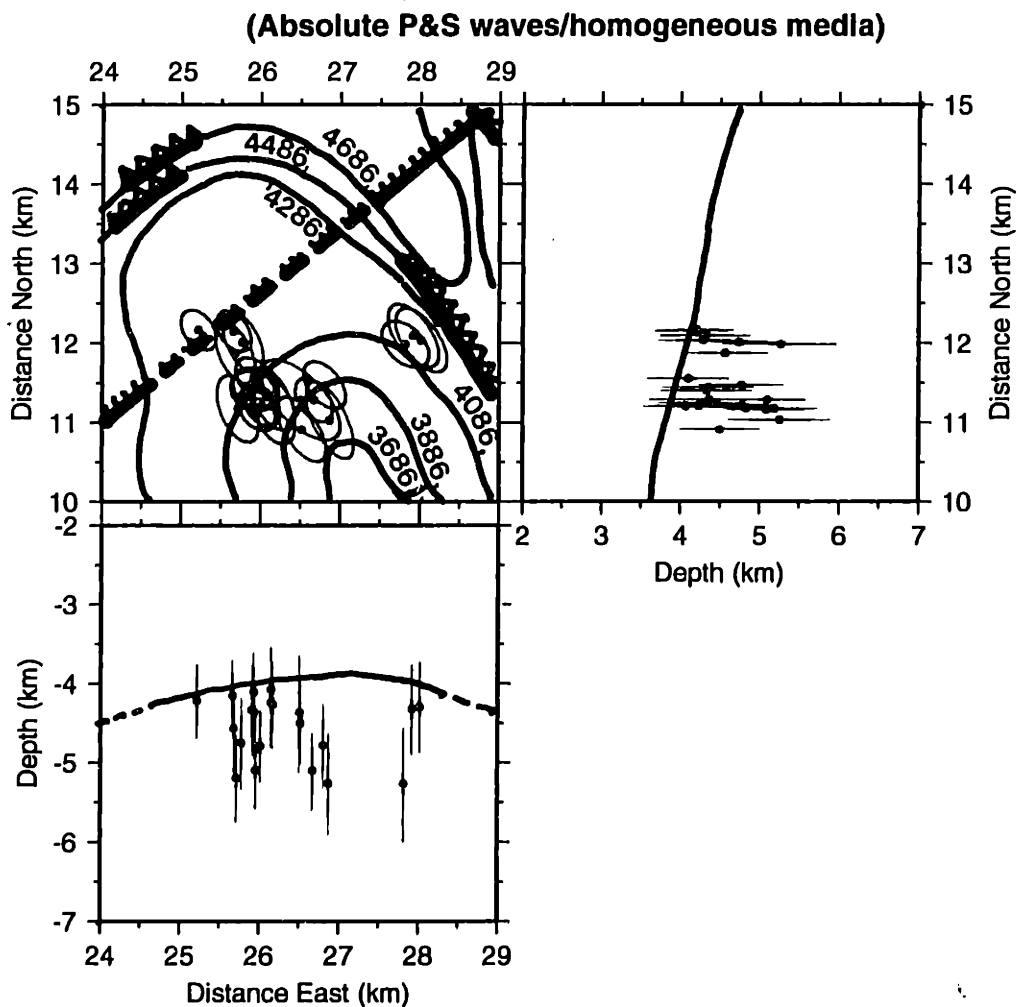 (Absolute P&S waves/homogeneous media)
24 25 26 27 28 29
15
14
13
12
11
10
Distance North (km)
4486
4686
4286
4086
3886
3686
15
14
13
12
11
10
Distance North (km)
2 3 4 5 6 7
Depth (km)
-2
-3
-4
-5
-6
-7
Depth (km)
24 25 26 27 28 29
Distance East (km)